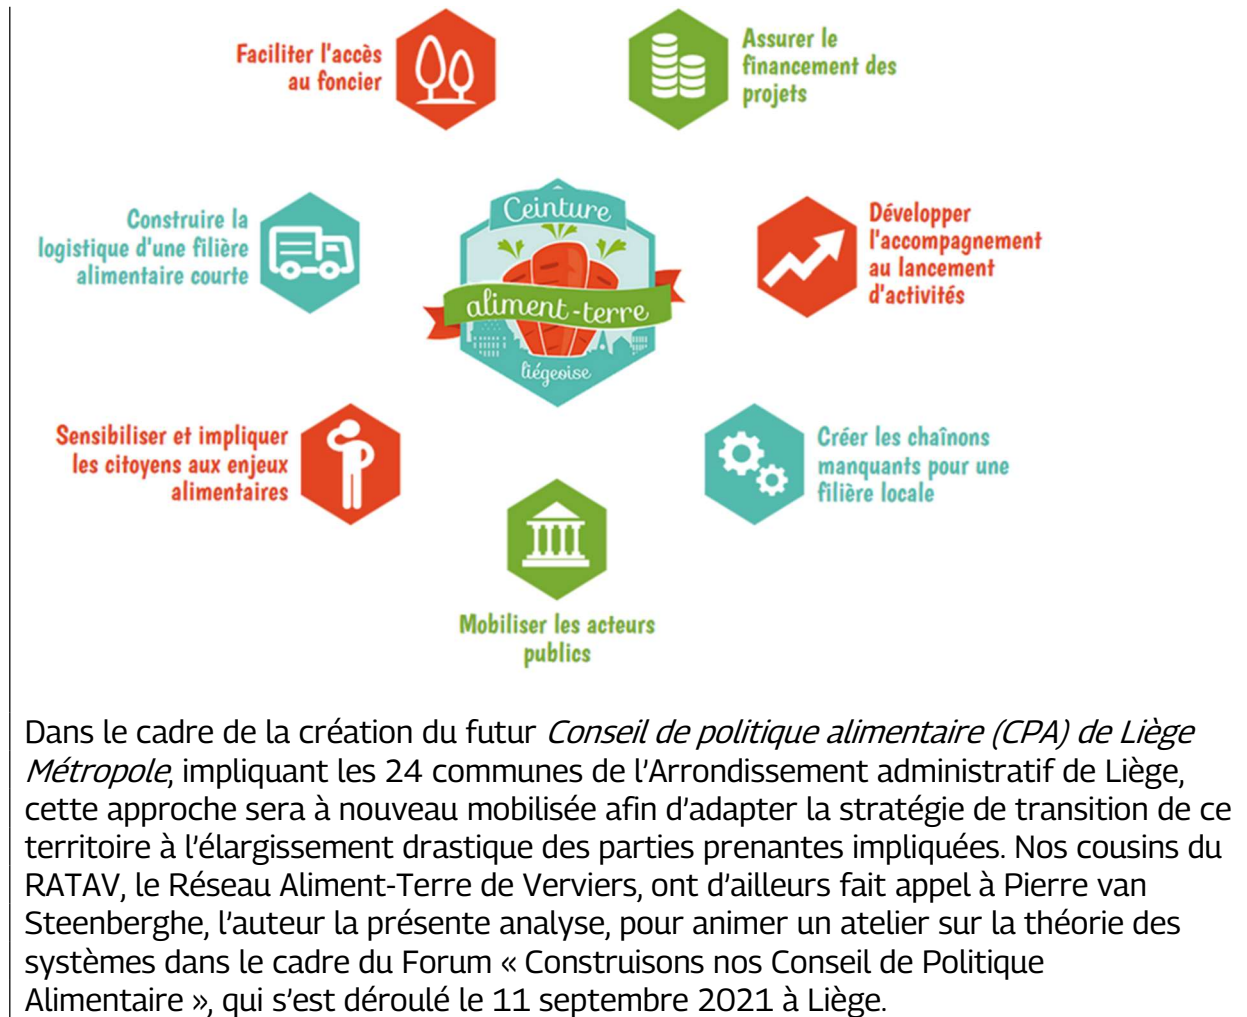 Faciliter l'accès
au foncier
Assurer le
financement des
projets
Construire la
logistique d'une filière
alimentaire courte
Ceinture
aliment-terre
liégeoise
Développer
l'accompagnement
au lancement
d'activités
Sensibiliser et impliquer
les citoyens aux enjeux
alimentaires
Créer les chaînons
manquants pour une
filière locale
Mobiliser les acteurs
publics
Dans le cadre de la création du futur Conseil de politique alimentaire (CPA) de Liège
Métropole, impliquant les 24 communes de l’Arrondissement administratif de Liège,
cette approche sera à nouveau mobilisée afin d’adapter la stratégie de transition de ce
territoire à l’élargissement drastique des parties prenantes impliquées. Nos cousins du
RATAV, le Réseau Aliment-Terre de Verviers, ont d’ailleurs fait appel à Pierre van
Steenberghe, l’auteur la présente analyse, pour animer un atelier sur la théorie des
systèmes dans le cadre du Forum « Construisons nos Conseil de Politique
Alimentaire », qui s’est déroulé le 11 septembre 2021 à Liège.